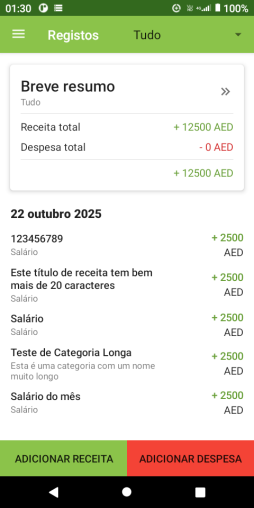 01:30
100%
Registos
Tudo
Breve resumo
Tudo
Receita total
+ 12500 AED
Despesa total
- 0 AED
+ 12500 AED
22 outubro 2025
123456789
Salário
+ 2500
AED
Este título de receita tem bem
mais de 20 caracteres
Salário
+ 2500
AED
Salário
Salário
+ 2500
AED
Teste de Categoria Longa
Esta é uma categoria com um nome
muito longo
+ 2500
AED
Salário do mês
Salário
+ 2500
AED
ADICIONAR RECEITA
ADICIONAR DESPESA